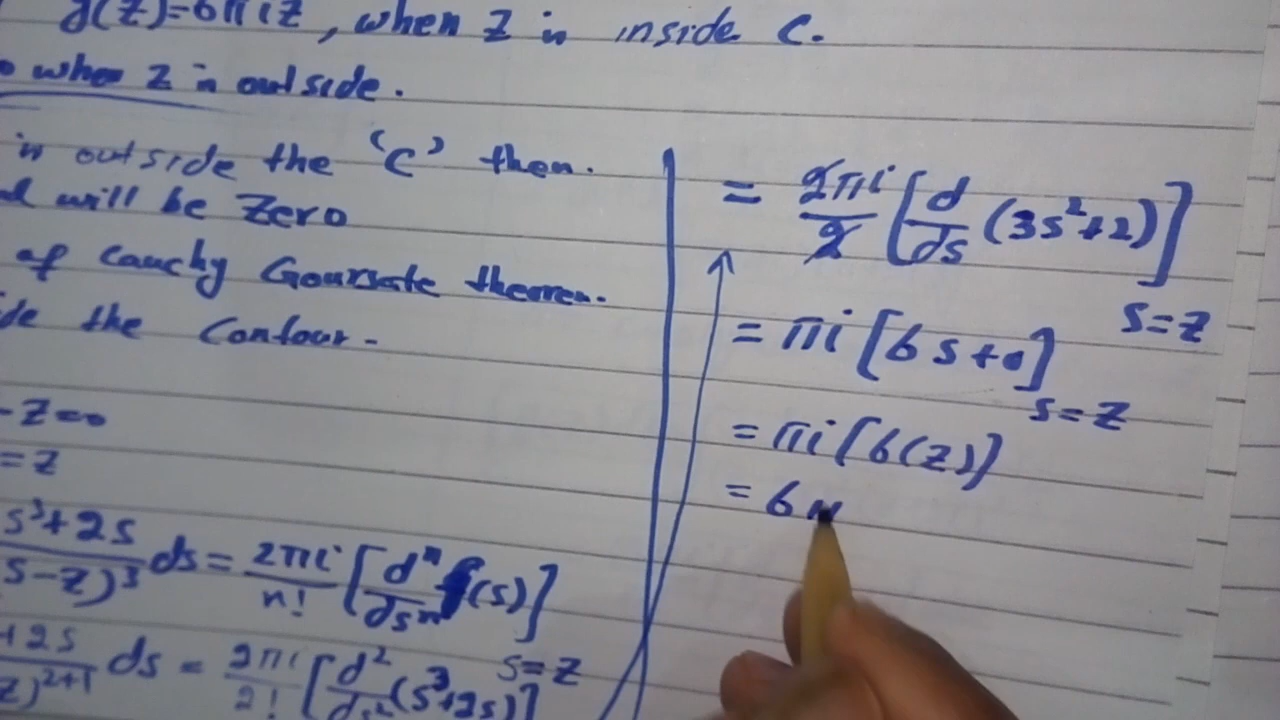 g(z)=6πiz, when z is inside C.
o when z is outside.
is outside the 'C' then.
will be Zero
of Cauchy Goursate theorem.
de the Contour.
-z=0
=z
s³+2s/(s-z)³ ds = 2πi/n! [dⁿ/dsⁿ f(s)] s=z
+2s/z)²⁺¹ ds = 2πi/2! [d²/ds² (s³+2s)]
= 2πi/2 [d/ds (3s²+2)] s=z
= πi [6s+0] s=z
= πi [6(z)]
= 6π